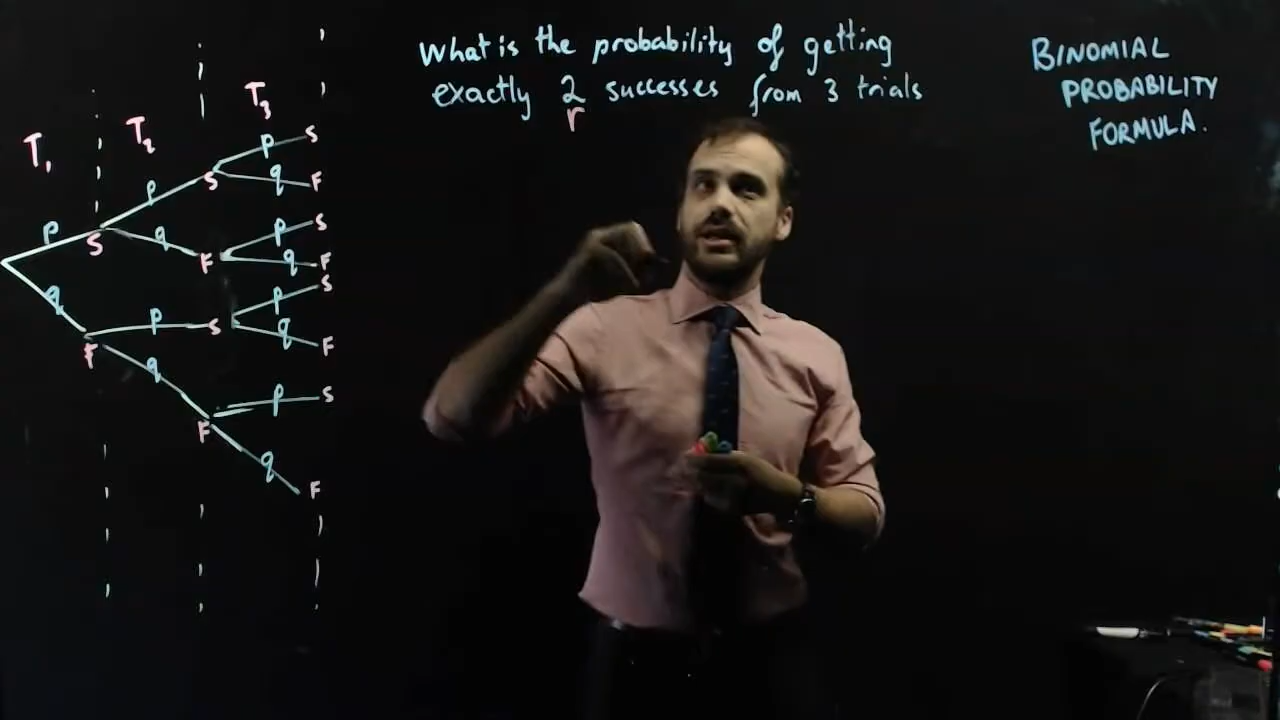 What is the probability of getting
exactly 2 successes from 3 trials
r
BINOMIAL
PROBABILITY
FORMULA.
T1
T2
T3
p
S
q
F
p
S
q
F
p
S
q
F
p
S
q
F
p
S
q
F
p
S
q
F
p
S
q
F